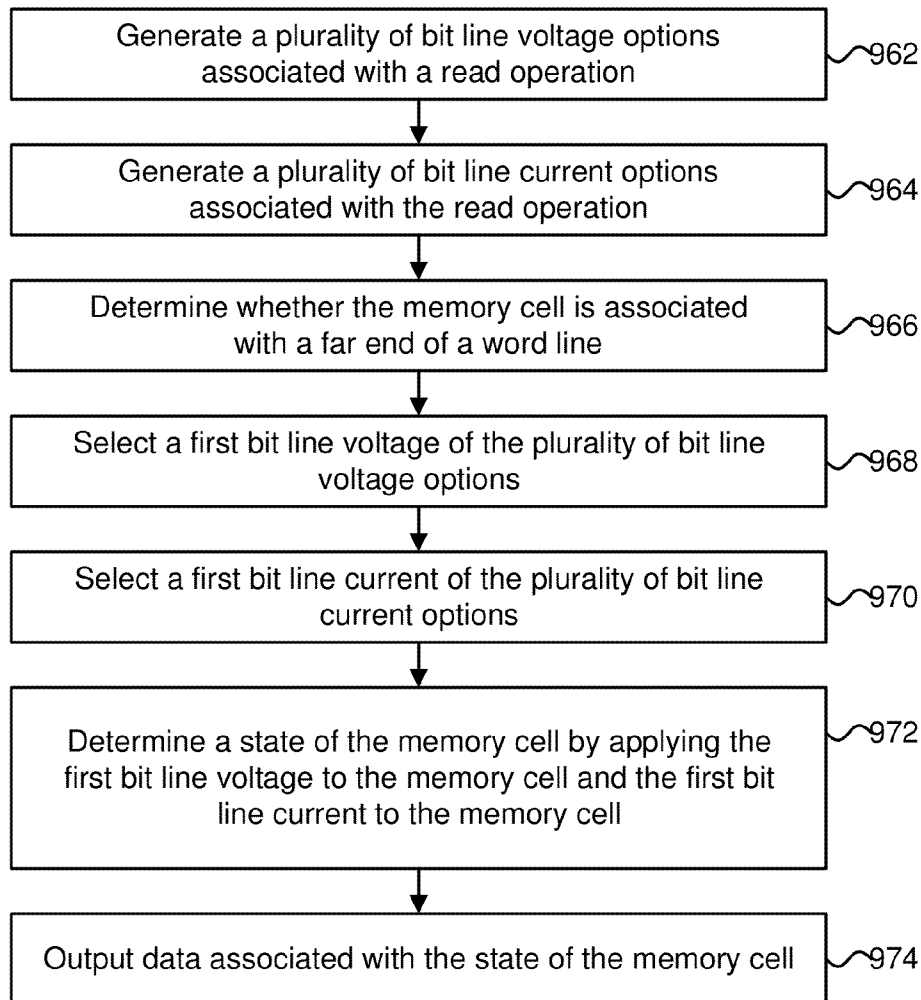 Generate a plurality of bit line voltage options
associated with a read operation
962
Generate a plurality of bit line current options
associated with the read operation
964
Determine whether the memory cell is associated
with a far end of a word line
966
Select a first bit line voltage of the plurality of bit line
voltage options
968
Select a first bit line current of the plurality of bit line
current options
970
Determine a state of the memory cell by applying the
first bit line voltage to the memory cell and the first bit
line current to the memory cell
972
Output data associated with the state of the memory cell
974